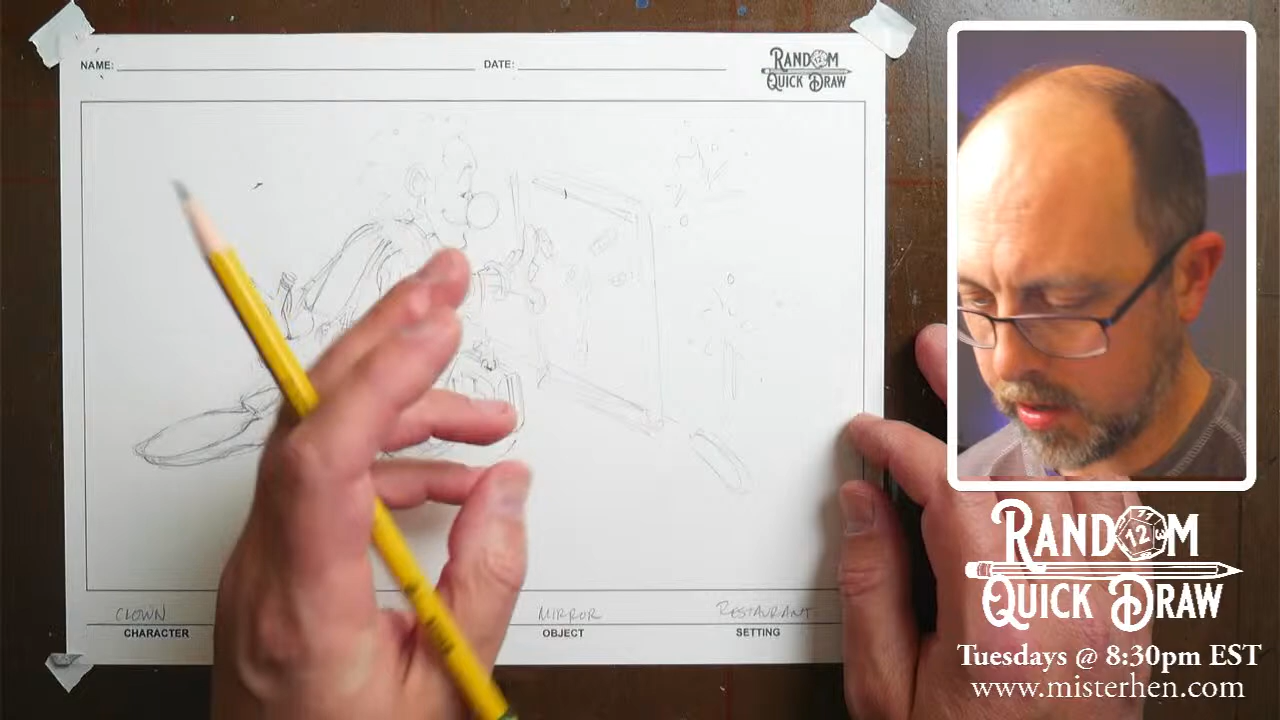 NAME:
DATE:
RANDOM
QUICK DRAW
CLOWN
MIRROR
RESTAURANT
CHARACTER
OBJECT
SETTING
RANDOM
11
12
QUICK DRAW
Tuesdays @ 8:30pm EST
www.misterhen.com